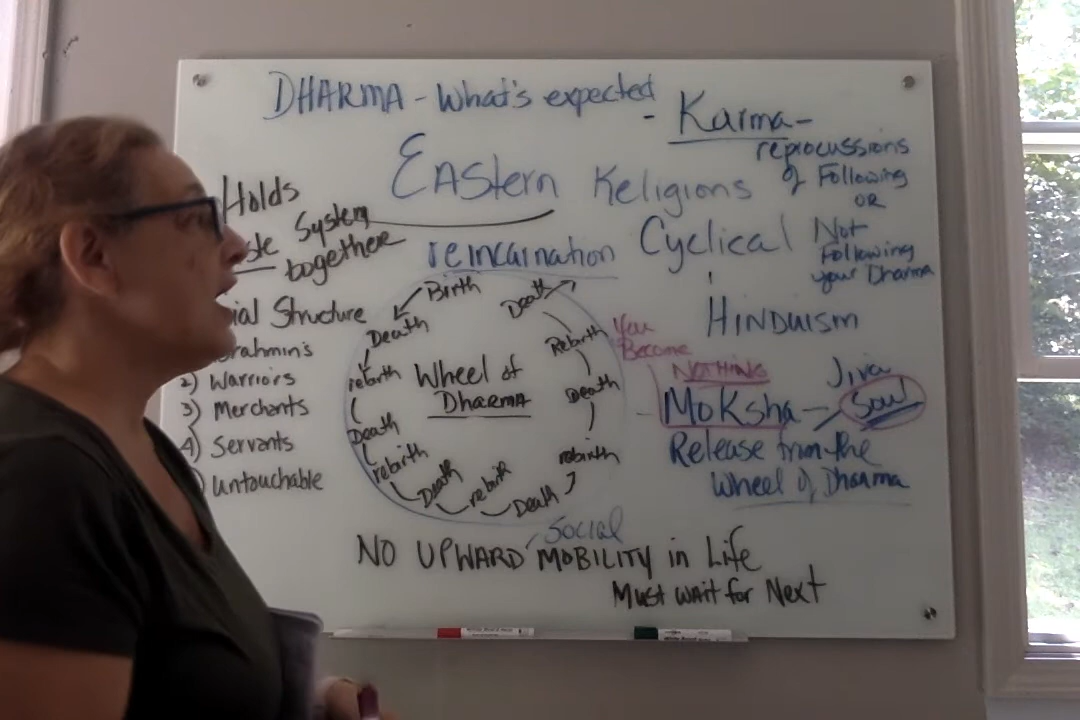 DHARMA - What's expected
- Karma -
repocussions
of Following
OR
Not
Following
your Dharma
Eastern Religions
Holds
System
together
reincarnation
Cyclical
HINDUISM
Social Structure
2) Warriors
3) Merchants
4) Servants
) Untouchable
Birth
Death
rebirth
Death
rebirth
Death
rebirth
Death
rebirth
Death
Rebirth
Death
Wheel of
Dharma
You
Become
NOTHING
Jiva
Soul
Moksha -
Release from the
Wheel of Dharma
Social
NO UPWARD MOBILITY in Life
Must wait for Next